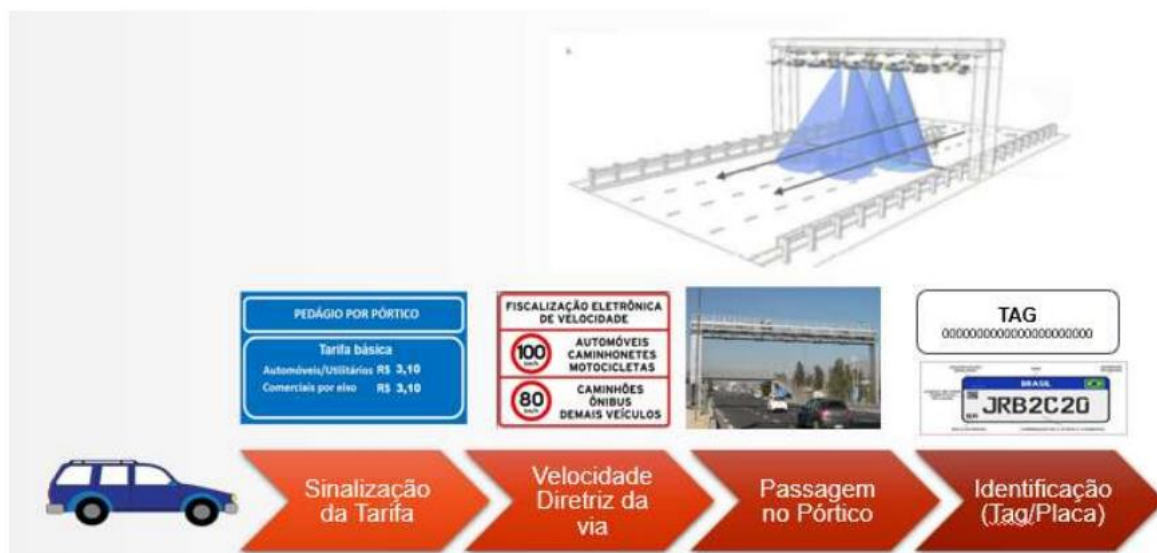 PEDÁGIO POR PÓRTICO
Tarifa básica
Automóveis/Utilitários R$ 3,10
Comerciais por eixo R$ 3,10
FISCALIZAÇÃO ELETRÔNICA
DE VELOCIDADE
100
km/h
AUTOMÓVEIS
CAMINHONETES
MOTOCICLETAS
80
km/h
CAMINHÕES
ÔNIBUS
DEMAIS VEÍCULOS
TAG
BRASIL
JRB2C20
BR
Sinalização
da Tarifa
Velocidade
Diretriz da
via
Passagem
no Pórtico
Identificação
(Tag/Placa)